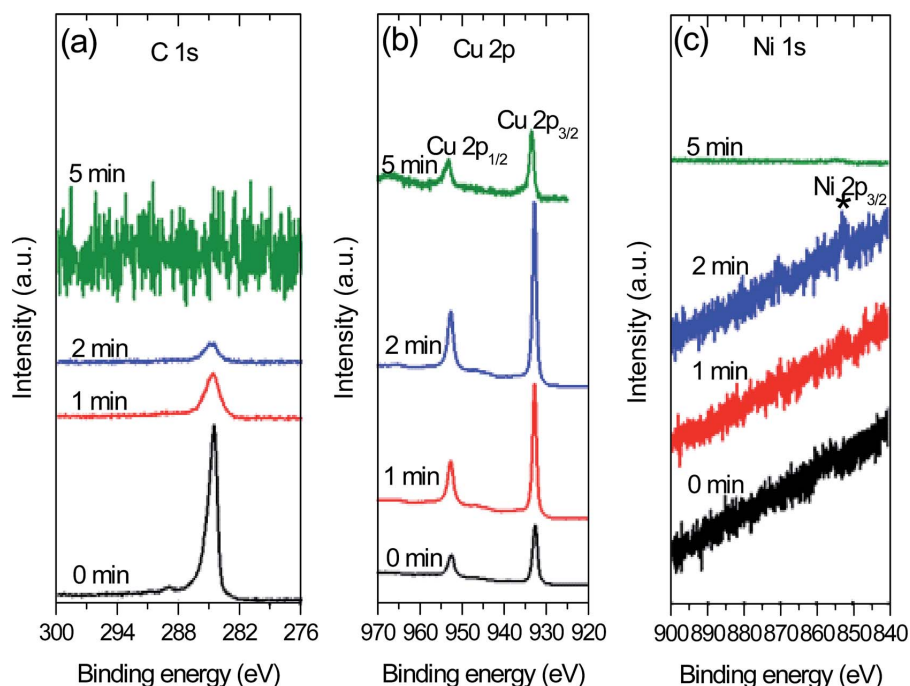 (a)
C 1s
5 min
2 min
1 min
0 min
Intensity (a.u.)
300 294 288 284 276
Binding energy (eV)
(b)
Cu 2p
Cu 2p3/2
Cu 2p1/2
5 min
2 min
1 min
0 min
Intensity (a.u.)
970 960 950 940 930 920
Binding energy (eV)
(c)
Ni 1s
5 min
Ni 2p3/2
*
2 min
1 min
0 min
Intensity (a.u.)
900 890 880 870 860 850 840
Binding energy (eV)